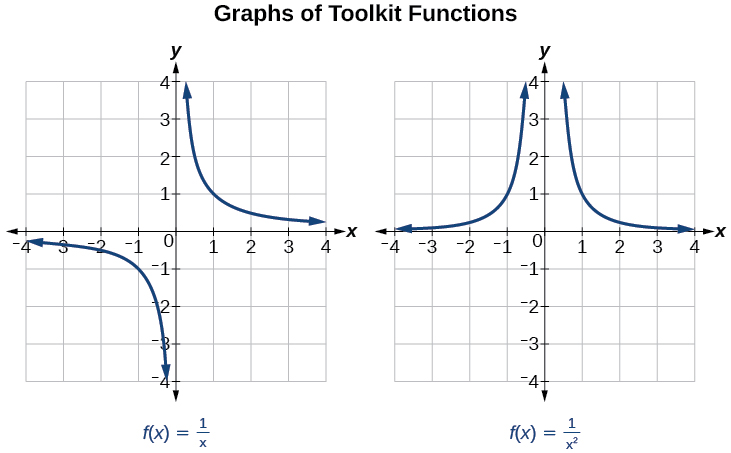 Graphs of Toolkit Functions
y
4
3
2
1
−4 −3 −2 −1 0 1 2 3 4 x
−1
−2
−3
−4
f(x) = 1/x
y
4
3
2
1
−4 −3 −2 −1 0 1 2 3 4 x
−1
−2
−3
−4
f(x) = 1/x²